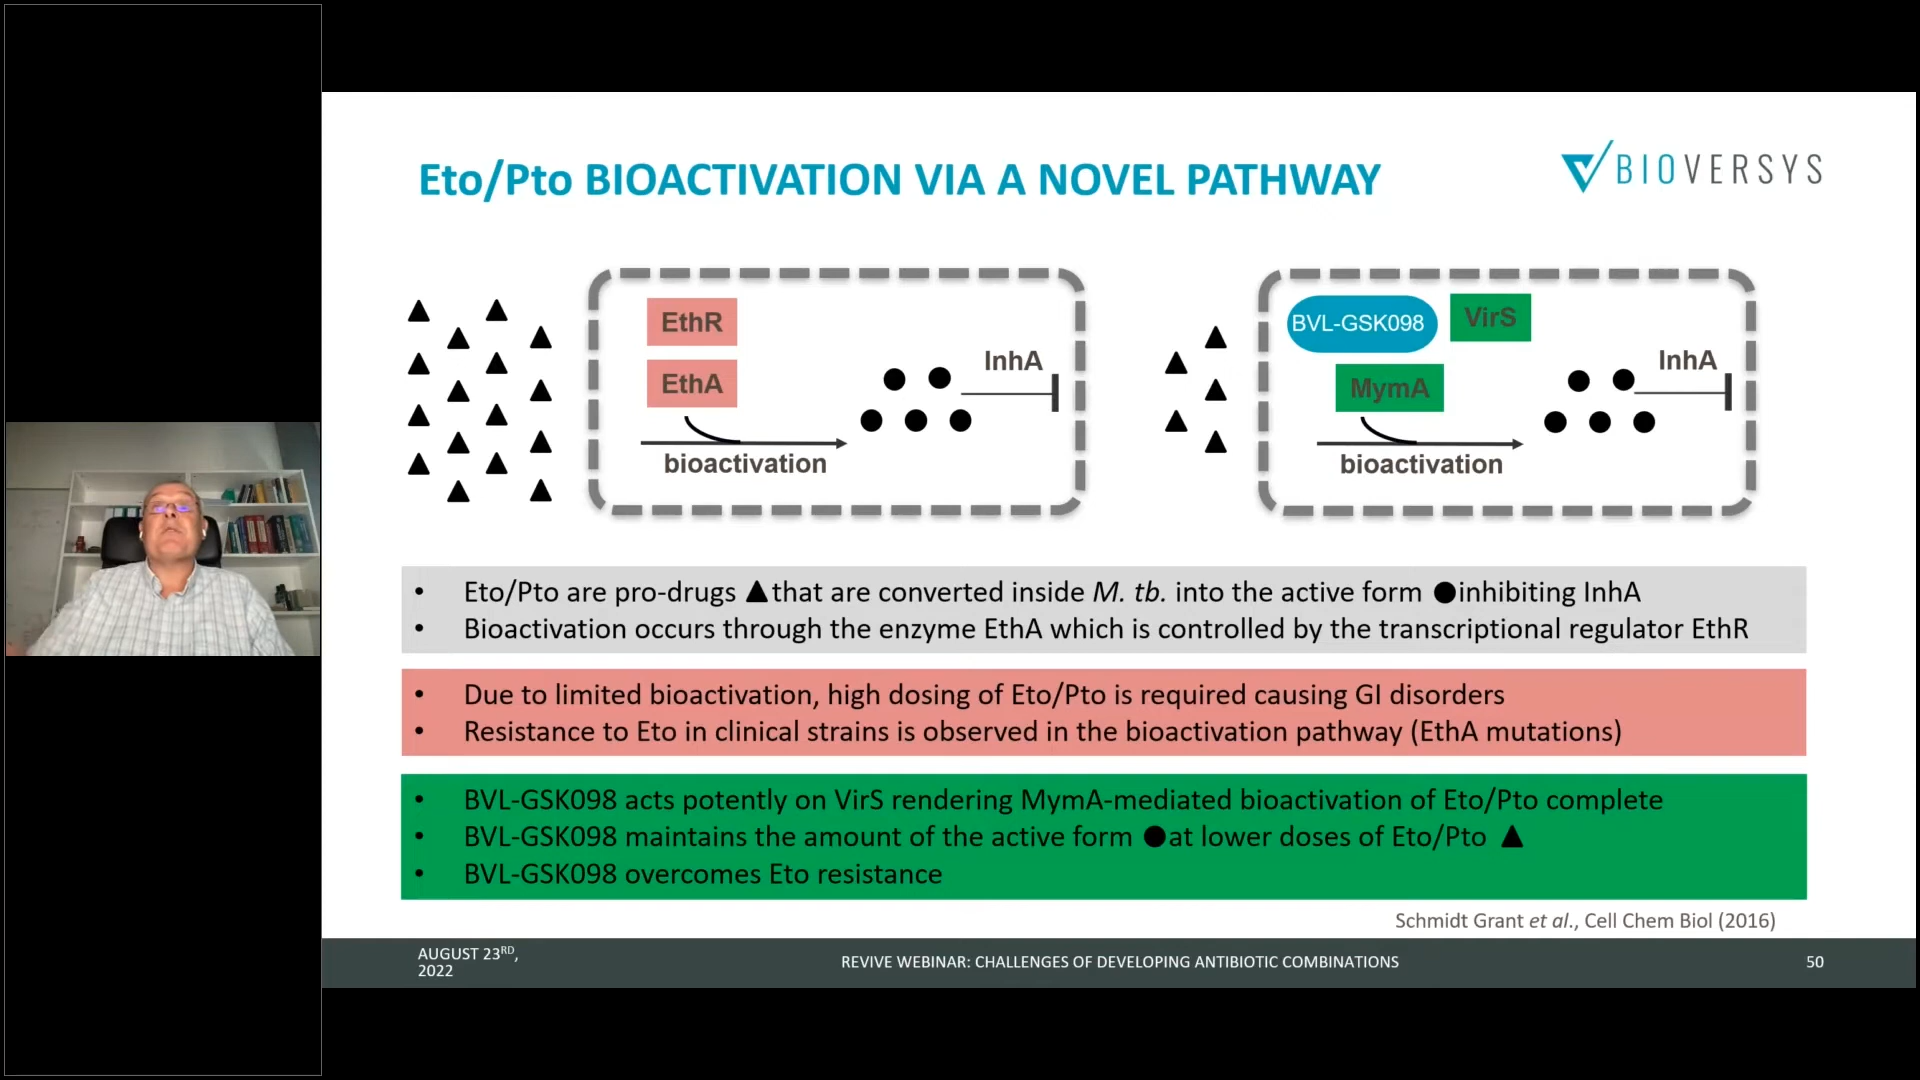 Eto/Pto BIOACTIVATION VIA A NOVEL PATHWAY
BIOVERSYS
EthR
EthA
bioactivation
InhA
BVL-GSK098
VirS
MymA
bioactivation
InhA
• Eto/Pto are pro-drugs ▲that are converted inside M. tb. into the active form ●inhibiting InhA
• Bioactivation occurs through the enzyme EthA which is controlled by the transcriptional regulator EthR
• Due to limited bioactivation, high dosing of Eto/Pto is required causing GI disorders
• Resistance to Eto in clinical strains is observed in the bioactivation pathway (EthA mutations)
• BVL-GSK098 acts potently on VirS rendering MymA-mediated bioactivation of Eto/Pto complete
• BVL-GSK098 maintains the amount of the active form ●at lower doses of Eto/Pto ▲
• BVL-GSK098 overcomes Eto resistance
Schmidt Grant et al., Cell Chem Biol (2016)
AUGUST 23RD,
2022
REVIVE WEBINAR: CHALLENGES OF DEVELOPING ANTIBIOTIC COMBINATIONS
50